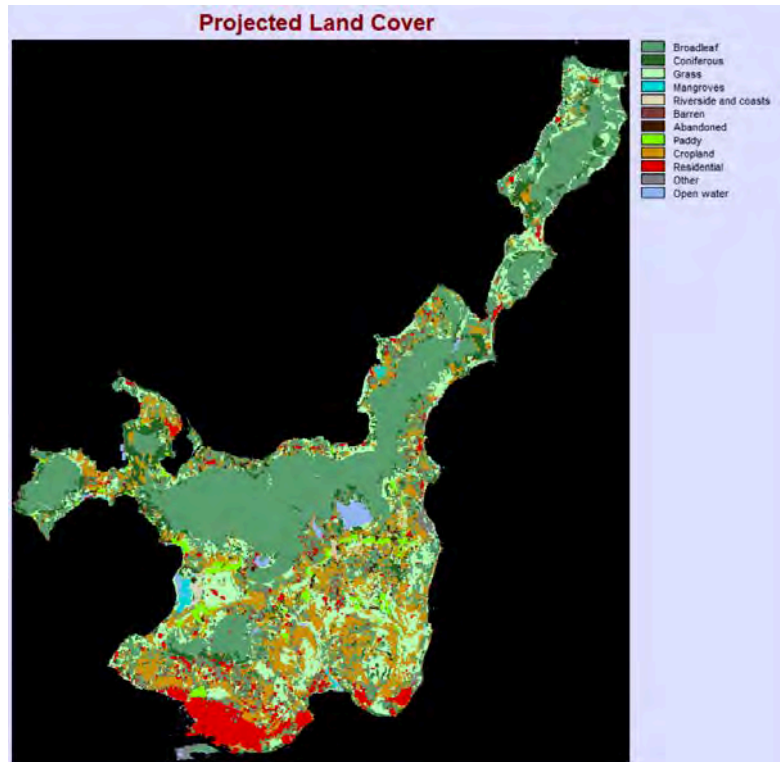 Projected Land Cover
Broadleaf
Coniferous
Grass
Mangroves
Riverside and coasts
Barren
Abandoned
Paddy
Cropland
Residential
Other
Open water